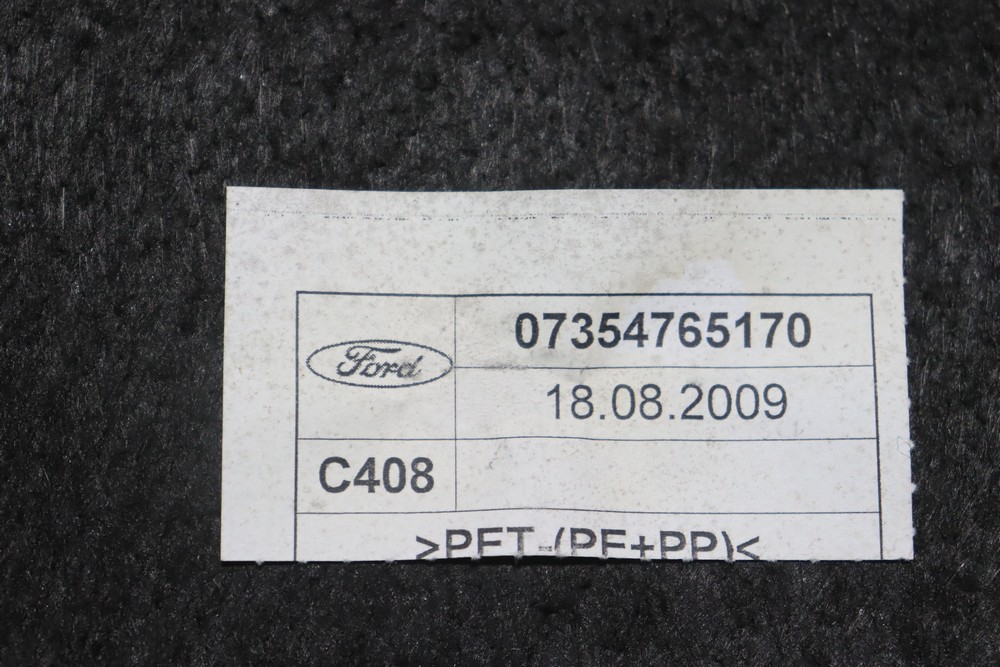 Ford
07354765170
18.08.2009
C408
>PET-(PE+PP)<